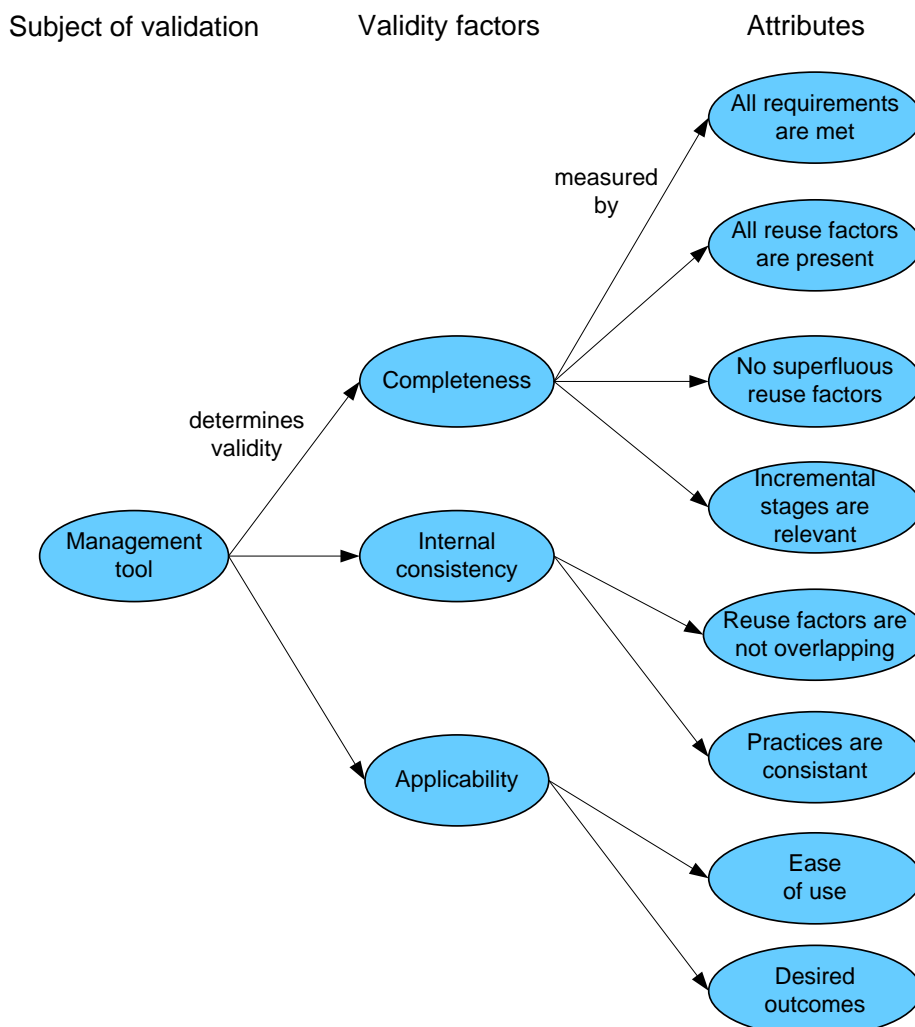 Subject of validation
Validity factors
Attributes
All requirements
are met
measured
by
All reuse factors
are present
Completeness
No superfluous
reuse factors
determines
validity
Incremental
stages are
relevant
Management
tool
Internal
consistency
Reuse factors are
not overlapping
Practices are
consistant
Applicability
Ease
of use
Desired
outcomes